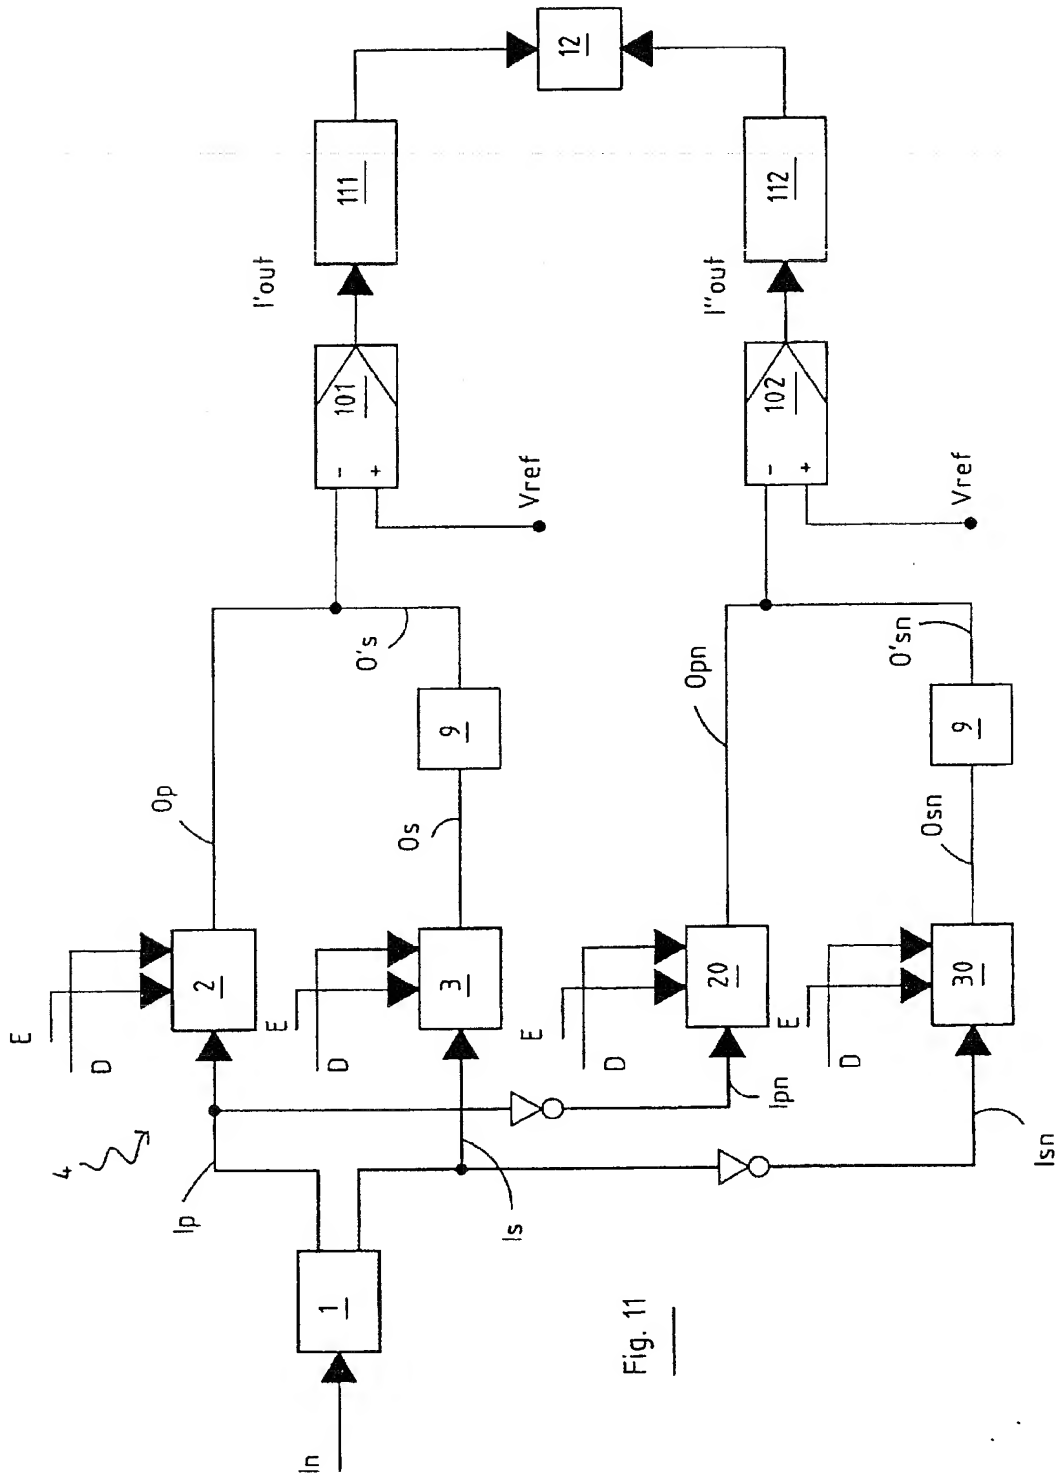 In
1
Ip
Is
4
E
D
2
Op
E
D
3
Os
9
O's
Vref
-
+
101
I'out
111
12
Ipn
Isn
E
D
20
Opn
E
D
30
Osn
9
O'sn
Vref
-
+
102
I"out
112
Fig. 11